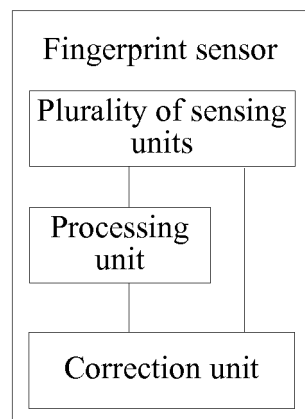 Fingerprint sensor
Plurality of sensing
units
Processing
unit
Correction unit